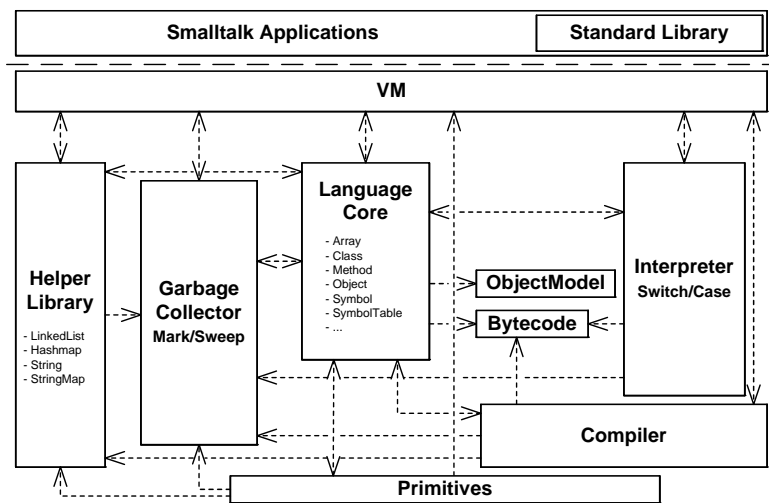 Smalltalk Applications
Standard Library
VM
Helper
Library
- LinkedList
- Hashmap
- String
- StringMap
Garbage
Collector
Mark/Sweep
Language
Core
- Array
- Class
- Method
- Object
- Symbol
- SymbolTable
- ...
ObjectModel
Bytecode
Interpreter
Switch/Case
Compiler
Primitives